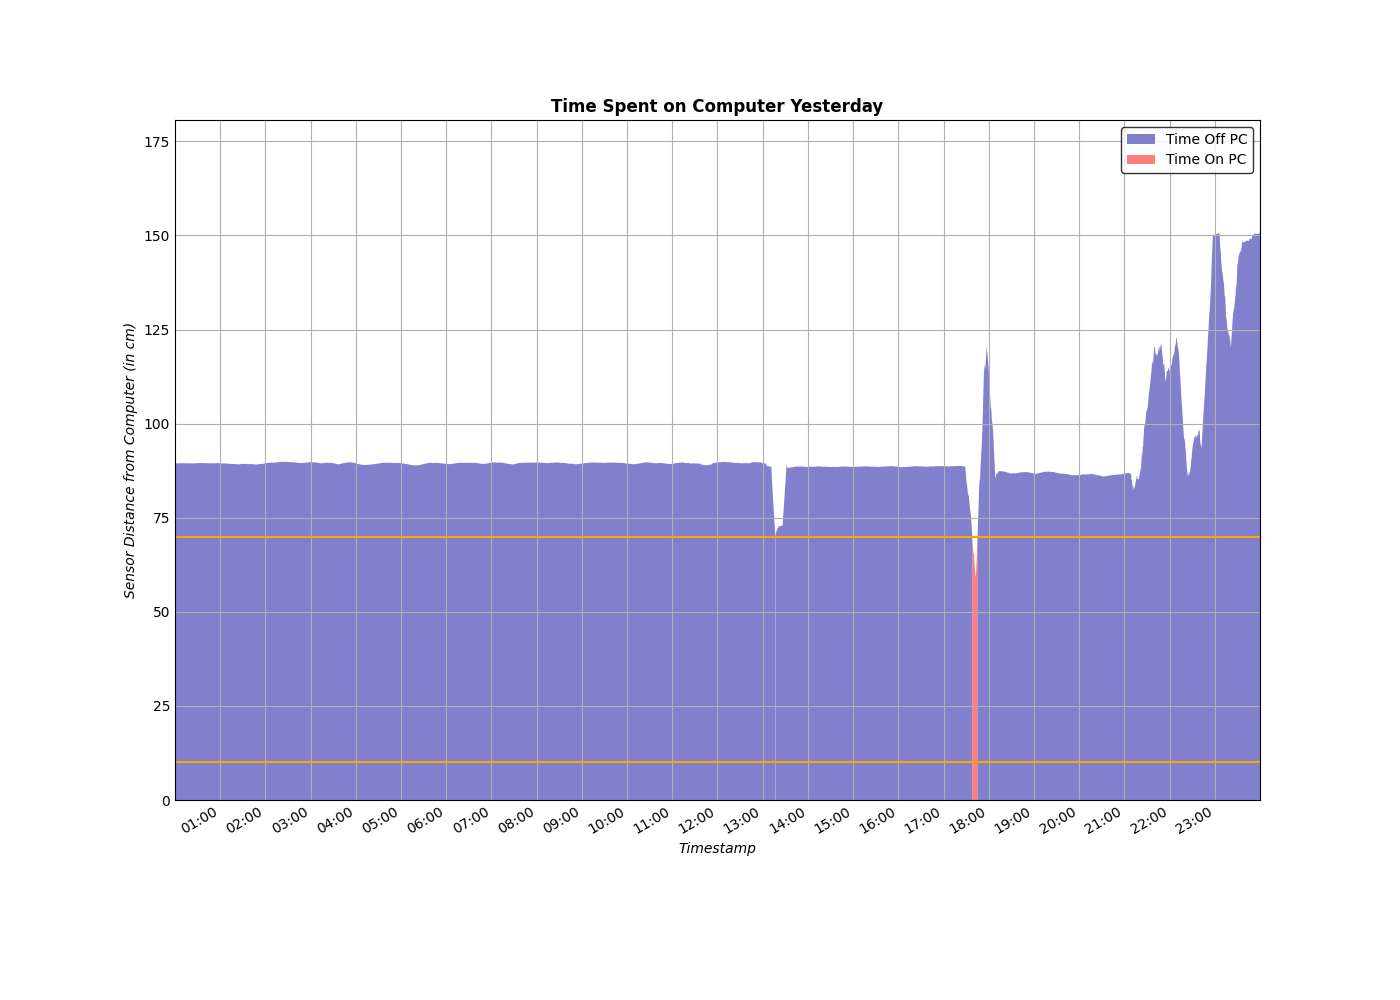 Time Spent on Computer Yesterday
Time Off PC
Time On PC
Sensor Distance from Computer (in cm)
175
150
125
100
75
50
25
0
01:00 02:00 03:00 04:00 05:00 06:00 07:00 08:00 09:00 10:00 11:00 12:00 13:00 14:00 15:00 16:00 17:00 18:00 19:00 20:00 21:00 22:00 23:00
Timestamp